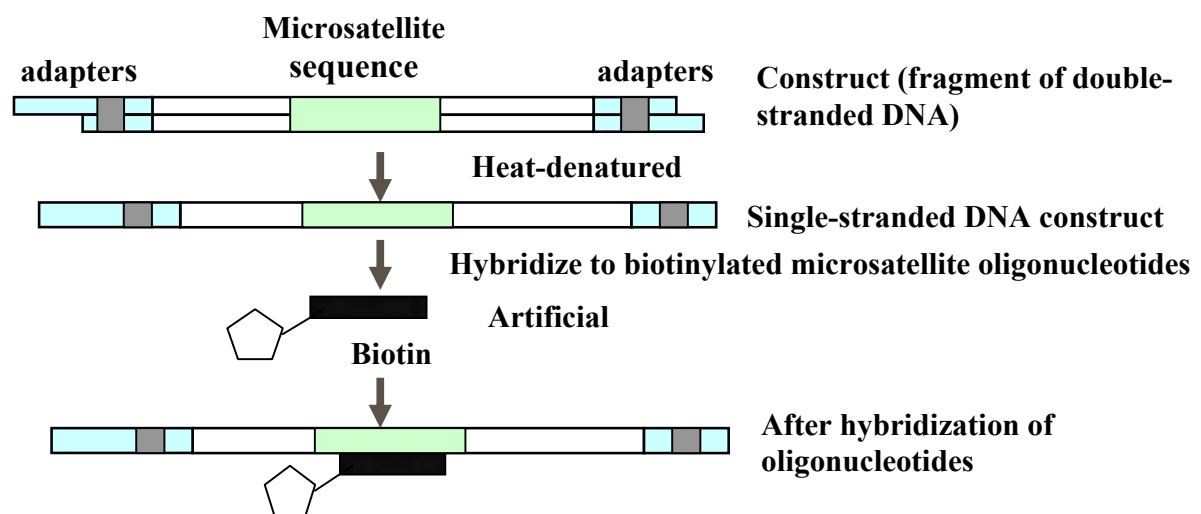 Microsatellite
sequence
adapters
adapters
Construct (fragment of double-
stranded DNA)
Heat-denatured
Single-stranded DNA construct
Hybridize to biotinylated microsatellite oligonucleotides
Artificial
Biotin
After hybridization of
oligonucleotides